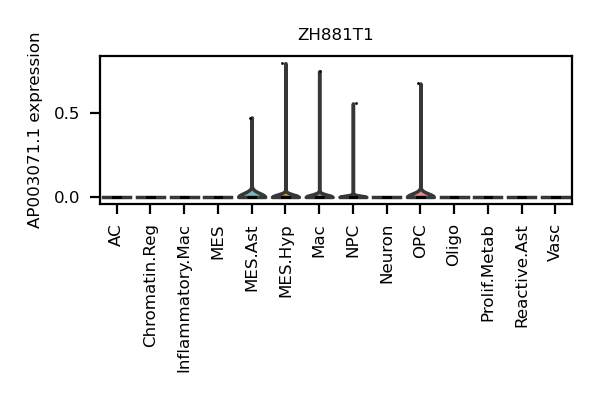 ZH881T1
AP003071.1 expression
0.5
0.0
AC
Chromatin.Reg
Inflammatory.Mac
MES
MES.Ast
MES.Hyp
Mac
NPC
Neuron
OPC
Oligo
Prolif.Metab
Reactive.Ast
Vasc